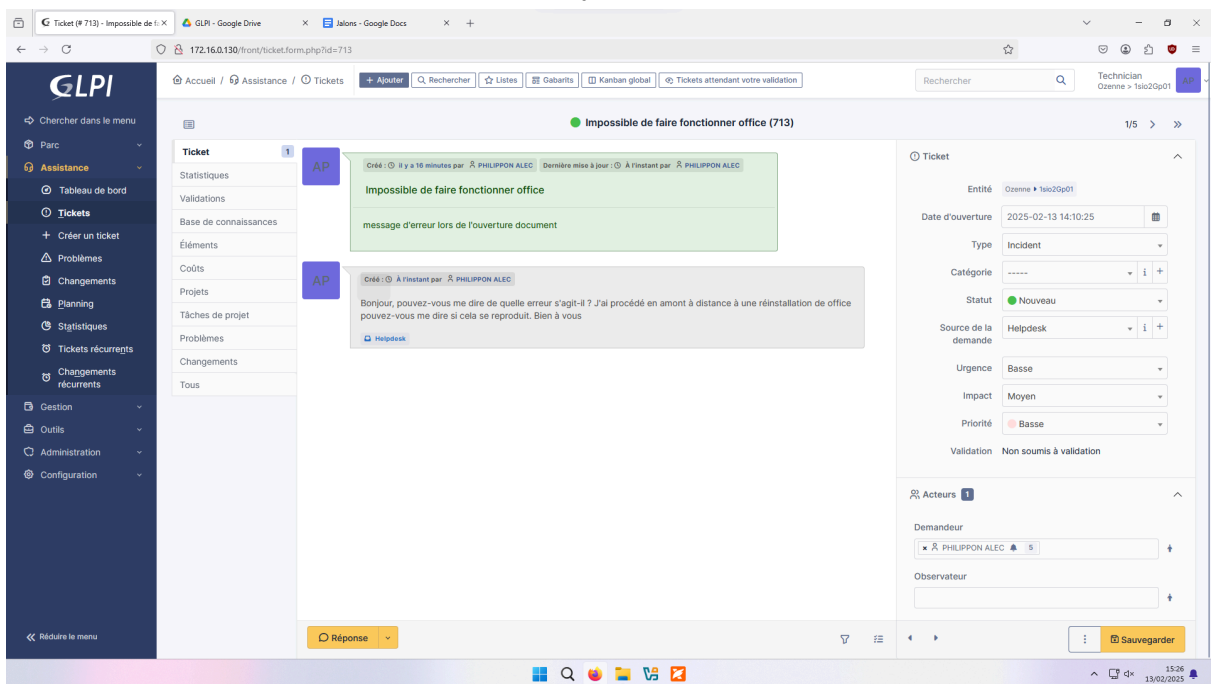 Ticket (# 713) - Impossible de fa
GLPI - Google Drive
Jalons - Google Docs
172.16.0.130/front/ticket.form.php?id=713
GLPI
Accueil / Assistance / Tickets
+ Ajouter
Rechercher
Listes
Gabarits
Kanban global
Tickets attendant votre validation
Rechercher
Technician
Ozenne > 1sio2Gp01
AP
Chercher dans le menu
Parc
Assistance
Tableau de bord
Tickets
Créer un ticket
Problèmes
Changements
Planning
Statistiques
Tickets récurrents
Changements
récurrents
Gestion
Outils
Administration
Configuration
Réduire le menu
Impossible de faire fonctionner office (713)
1/5
Ticket 1
Statistiques
Validations
Base de connaissances
Éléments
Coûts
Projets
Tâches de projet
Problèmes
Changements
Tous
AP
Créé : Il y a 16 minutes par PHILIPPON ALEC Dernière mise à jour : À l'instant par PHILIPPON ALEC
Impossible de faire fonctionner office
message d'erreur lors de l'ouverture document
AP
Créé : À l'instant par PHILIPPON ALEC
Bonjour, pouvez-vous me dire de quelle erreur s'agit-il ? J'ai procédé en amont à distance à une réinstallation de office
pouvez-vous me dire si cela se reproduit. Bien à vous
Helpdesk
Réponse
Ticket
Entité Ozenne 1sio2Gp01
Date d'ouverture 2025-02-13 14:10:25
Type Incident
Catégorie -----
Statut Nouveau
Source de la
demande
Helpdesk
Urgence Basse
Impact Moyen
Priorité Basse
Validation Non soumis à validation
Acteurs 1
Demandeur
PHILIPPON ALEC 5
Observateur
Sauvegarder
15:26
13/02/2025